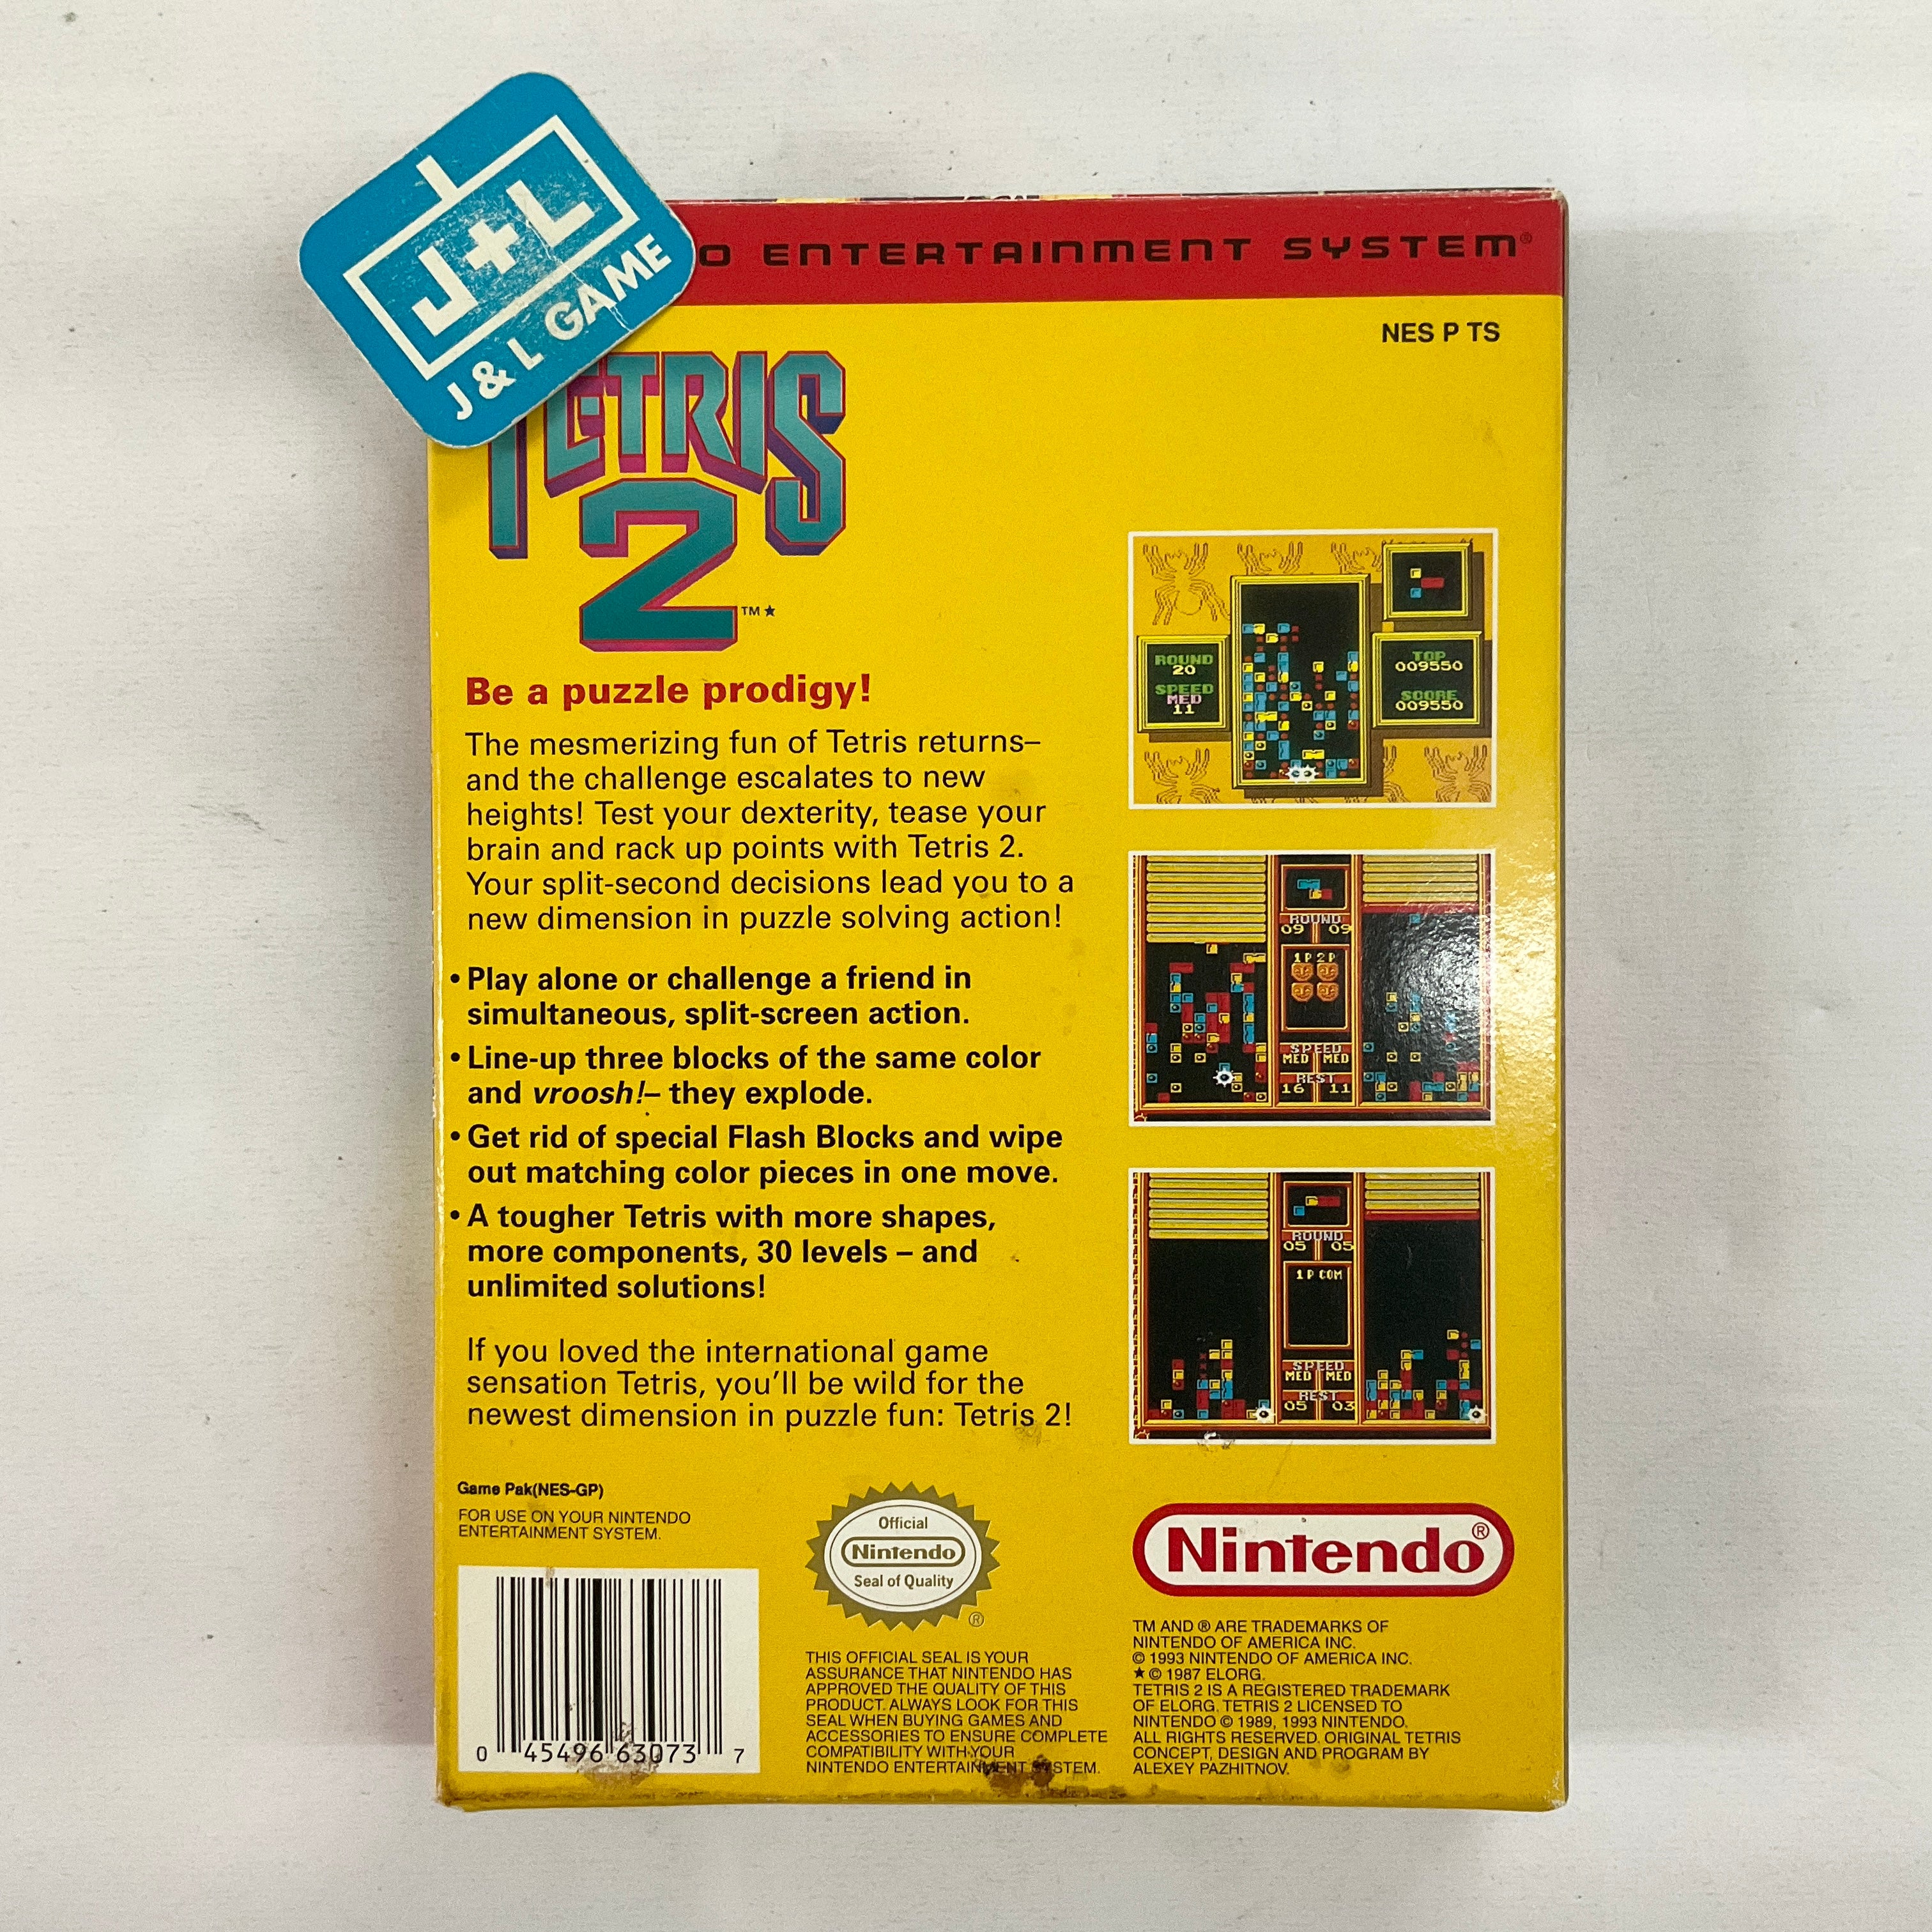 J+L
J & L GAME
ENTERTAINMENT SYSTEM®
NES P TS
TETRIS
2
TM★
Be a puzzle prodigy!
The mesmerizing fun of Tetris returns–
and the challenge escalates to new
heights! Test your dexterity, tease your
brain and rack up points with Tetris 2.
Your split-second decisions lead you to a
new dimension in puzzle solving action!
• Play alone or challenge a friend in
simultaneous, split-screen action.
• Line-up three blocks of the same color
and vroosh!– they explode.
• Get rid of special Flash Blocks and wipe
out matching color pieces in one move.
• A tougher Tetris with more shapes,
more components, 30 levels – and
unlimited solutions!
If you loved the international game
sensation Tetris, you'll be wild for the
newest dimension in puzzle fun: Tetris 2!
ROUND
20
SPEED
MED
11
TOP
009550
SCORE
009550
ROUND
09 09
1P 2P
SPEED
MED MED
REST
16 11
ROUND
05 05
1P COM
SPEED
MED MED
REST
05 03
Game Pak(NES-GP)
FOR USE ON YOUR NINTENDO
ENTERTAINMENT SYSTEM.
0 45496 63073 7
Official
Nintendo
Seal of Quality
®
THIS OFFICIAL SEAL IS YOUR
ASSURANCE THAT NINTENDO HAS
APPROVED THE QUALITY OF THIS
PRODUCT. ALWAYS LOOK FOR THIS
SEAL WHEN BUYING GAMES AND
ACCESSORIES TO ENSURE COMPLETE
COMPATIBILITY WITH YOUR
NINTENDO ENTERTAINMENT SYSTEM.
Nintendo®
TM AND ® ARE TRADEMARKS OF
NINTENDO OF AMERICA INC.
© 1993 NINTENDO OF AMERICA INC.
★ © 1987 ELORG.
TETRIS 2 IS A REGISTERED TRADEMARK
OF ELORG. TETRIS 2 LICENSED TO
NINTENDO © 1989, 1993 NINTENDO.
ALL RIGHTS RESERVED. ORIGINAL TETRIS
CONCEPT, DESIGN AND PROGRAM BY
ALEXEY PAZHITNOV.